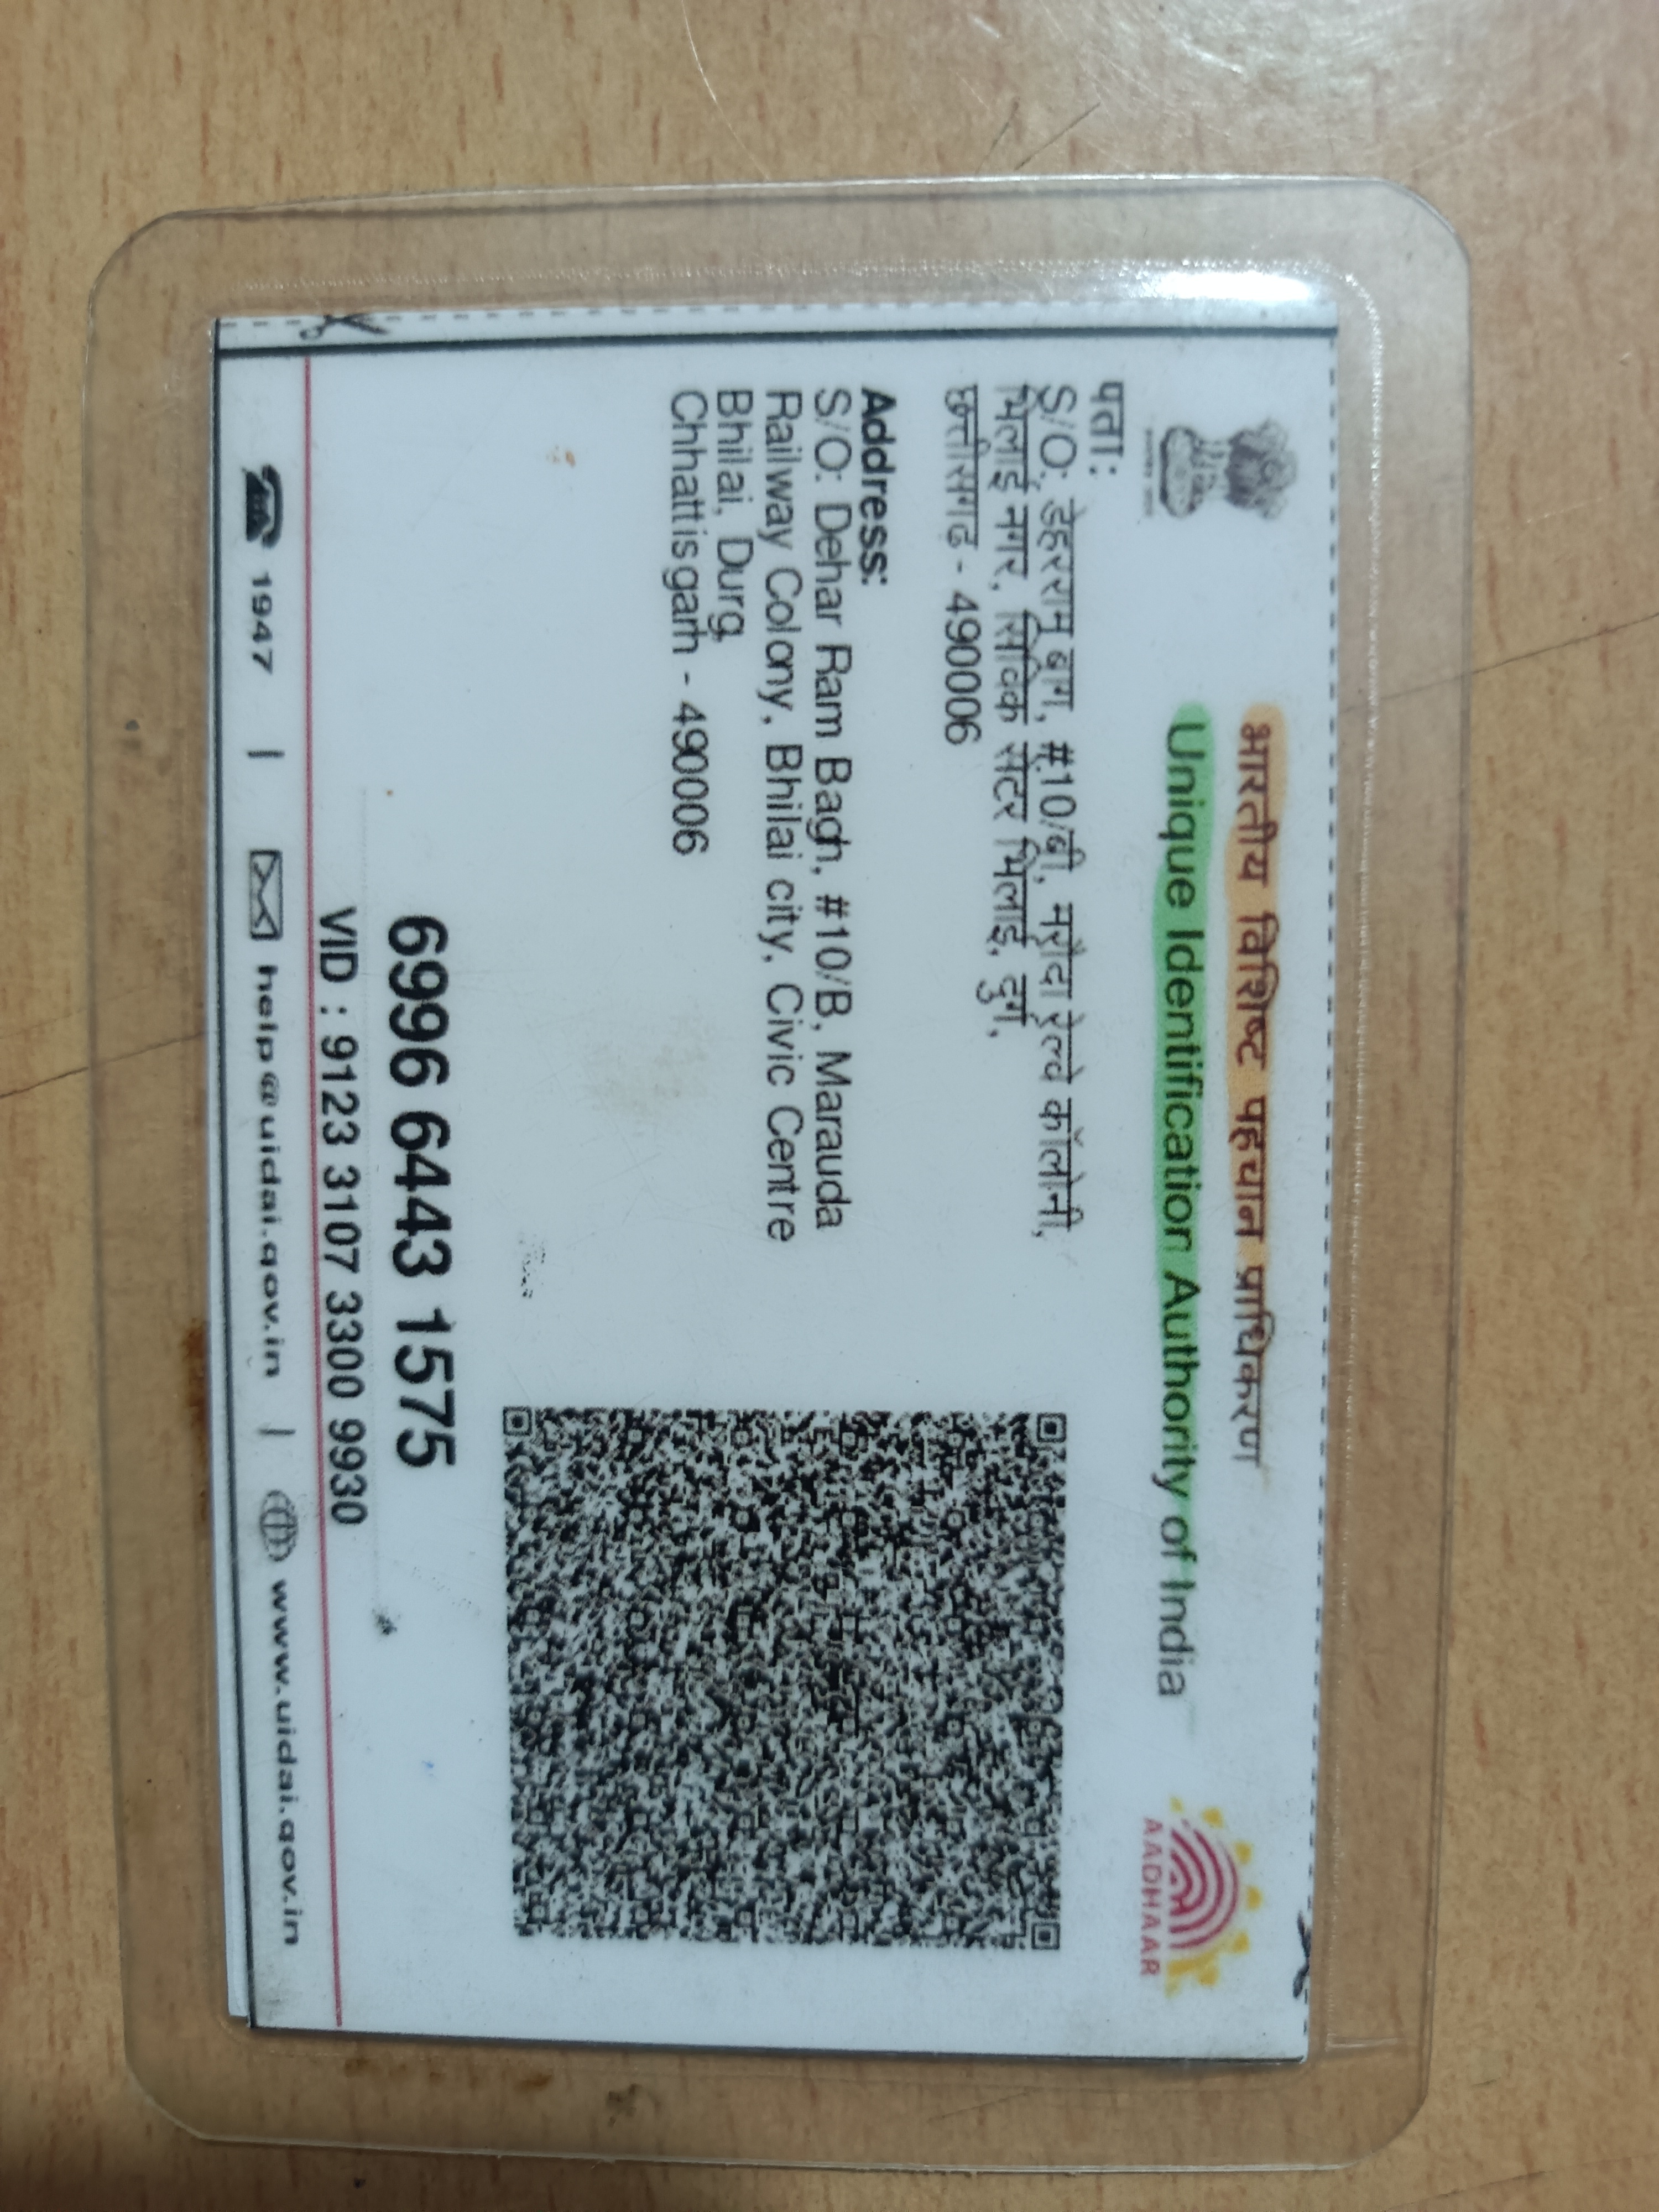 भारतीय विशिष्ट पहचान प्राधिकरण
Unique Identification Authority of India
AADHAAR
पता:
S/O: डेहरराम बाग, #10/बी, मरौदा रेल्वे कॉलोनी,
भिलाई नगर, सिविक सेंटर भिलाई, दुर्ग,
छत्तीसगढ - 490006
Address:
S/O: Dehar Ram Bagh, #10/B, Marauda
Railway Colony, Bhilai city, Civic Centre
Bhilai, Durg,
Chhattisgarh - 490006
6996 6443 1575
VID : 9123 3107 3300 9930
1947 | help@uidai.gov.in | www.uidai.gov.in